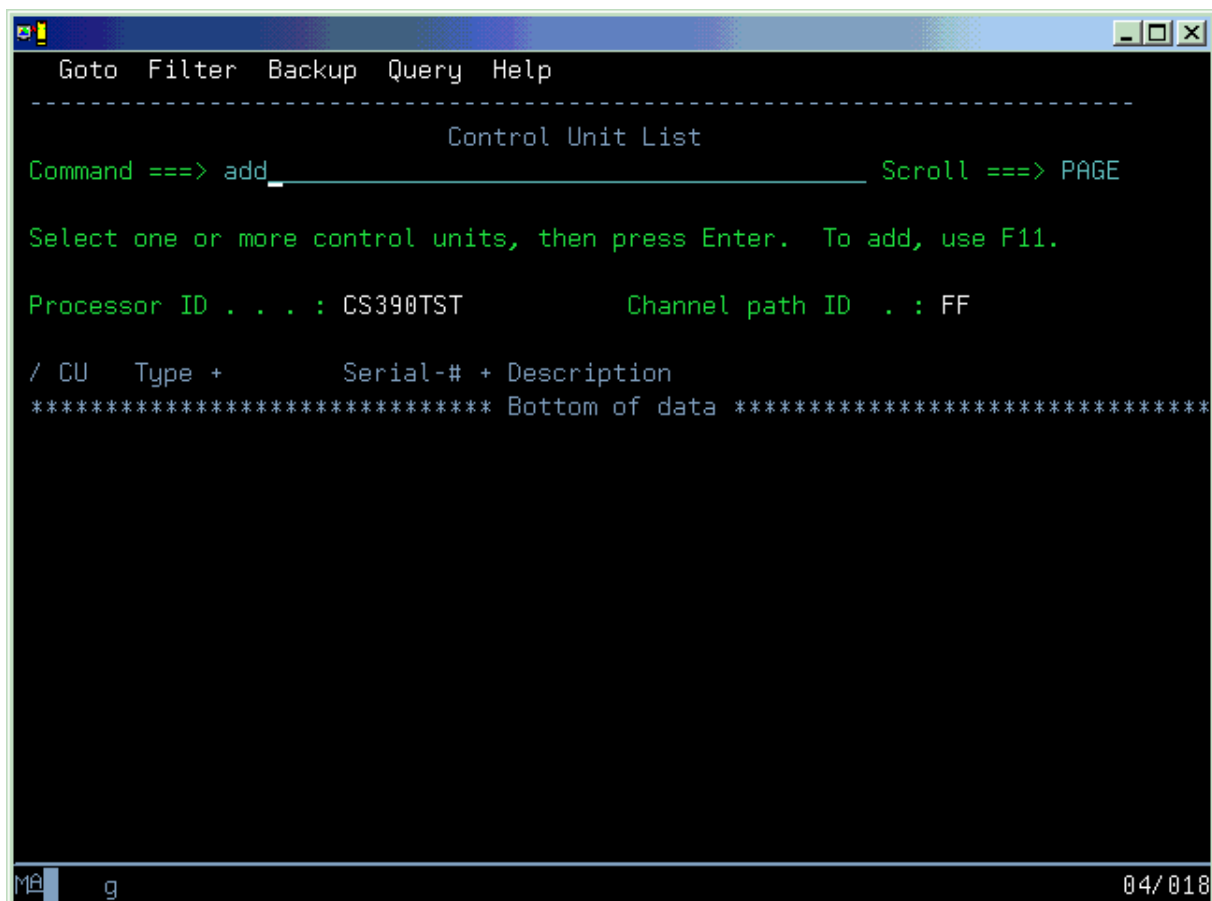 Goto Filter Backup Query Help
--------------------------------------------------------------------------
Control Unit List
Command ===> add_______________________________________ Scroll ===> PAGE
Select one or more control units, then press Enter. To add, use F11.
Processor ID . . . : CS390TST Channel path ID . : FF
/ CU Type + Serial-# + Description
******************************* Bottom of data ********************************
MA g 04/018